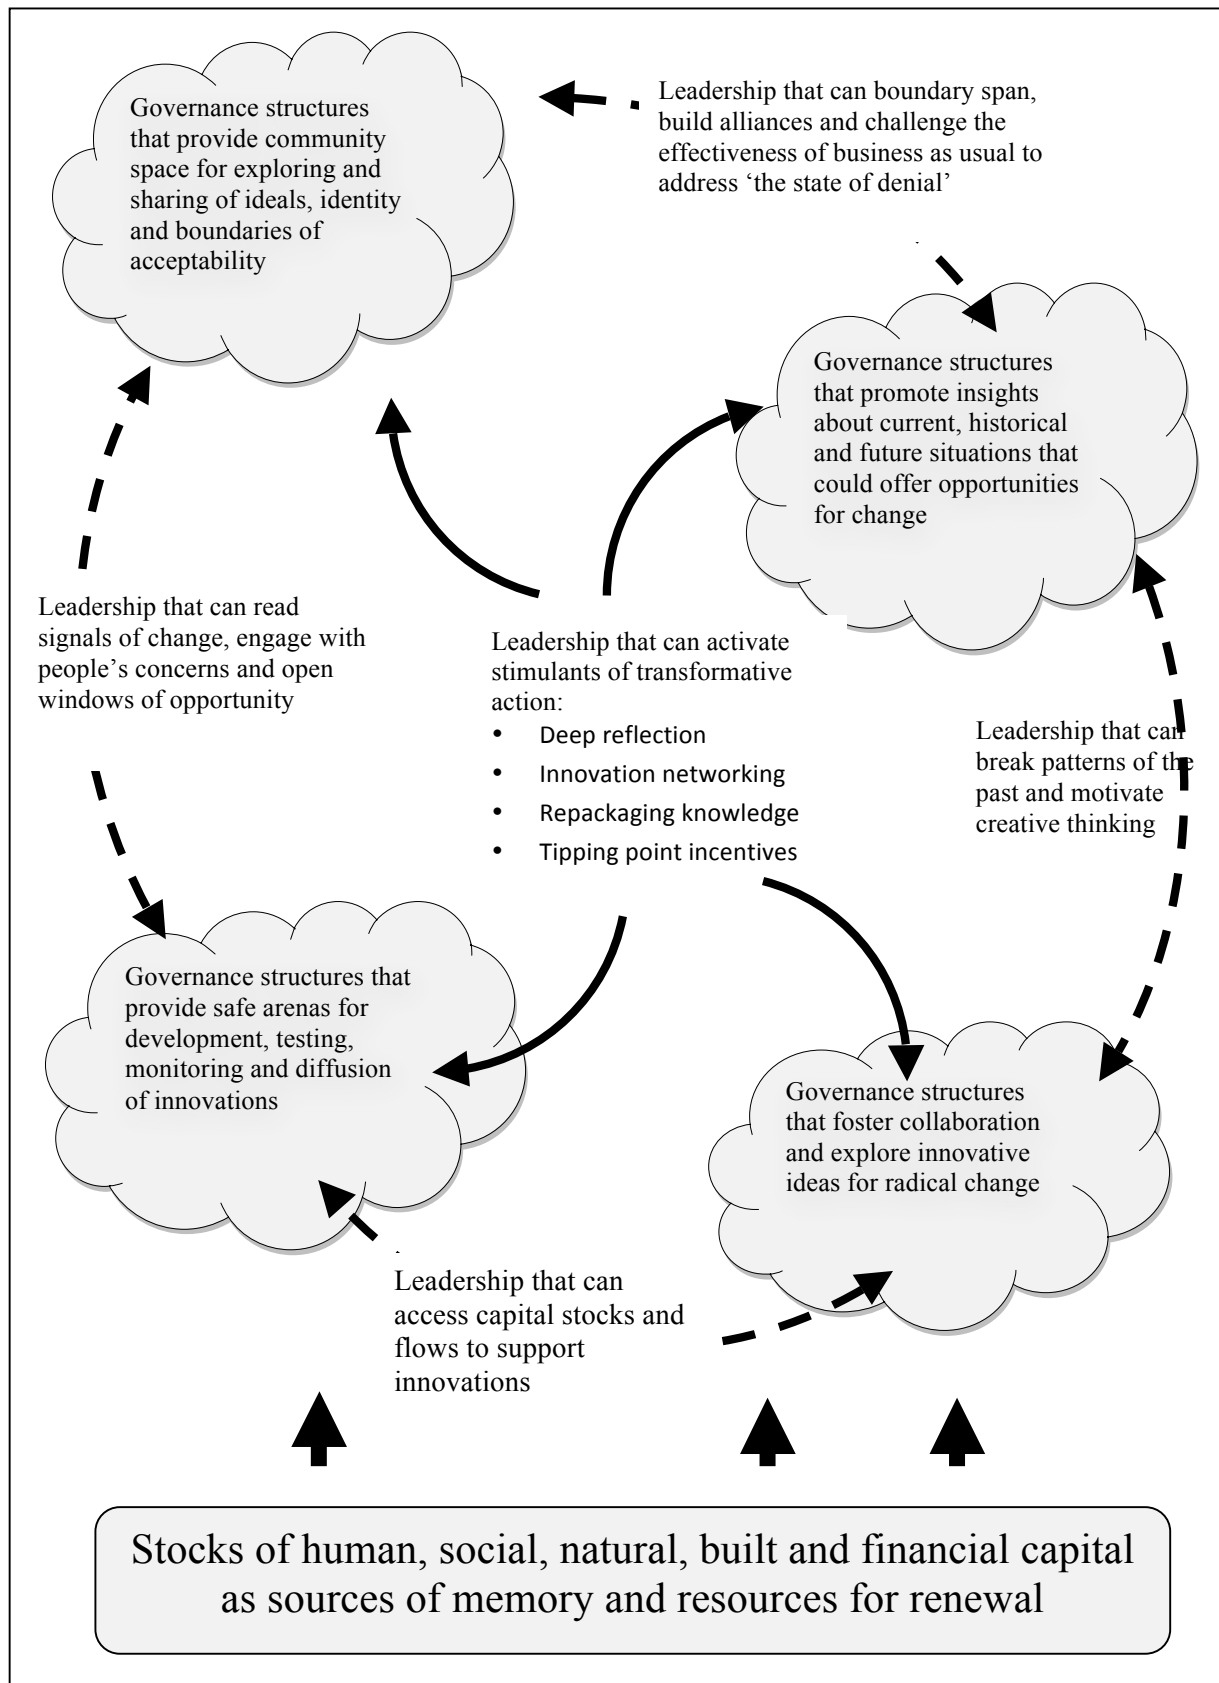 Governance structures
that provide community
space for exploring and
sharing of ideals, identity
and boundaries of
acceptability
Leadership that can boundary span,
build alliances and challenge the
effectiveness of business as usual to
address ‘the state of denial’
Governance structures
that promote insights
about current, historical
and future situations that
could offer opportunities
for change
Leadership that can read
signals of change, engage with
people’s concerns and open
windows of opportunity
Leadership that can activate
stimulants of transformative
action:
• Deep reflection
• Innovation networking
• Repackaging knowledge
• Tipping point incentives
Leadership that can
break patterns of the
past and motivate
creative thinking
Governance structures that
provide safe arenas for
development, testing,
monitoring and diffusion
of innovations
Governance structures
that foster collaboration
and explore innovative
ideas for radical change
Leadership that can
access capital stocks and
flows to support
innovations
Stocks of human, social, natural, built and financial capital
as sources of memory and resources for renewal